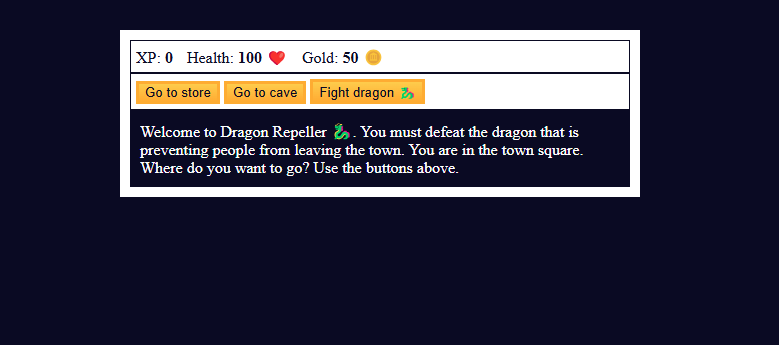 XP: 0 Health: 100 ❤️ Gold: 50 🪙
Go to store Go to cave Fight dragon 🐉
Welcome to Dragon Repeller 🐉. You must defeat the dragon that is
preventing people from leaving the town. You are in the town square.
Where do you want to go? Use the buttons above.